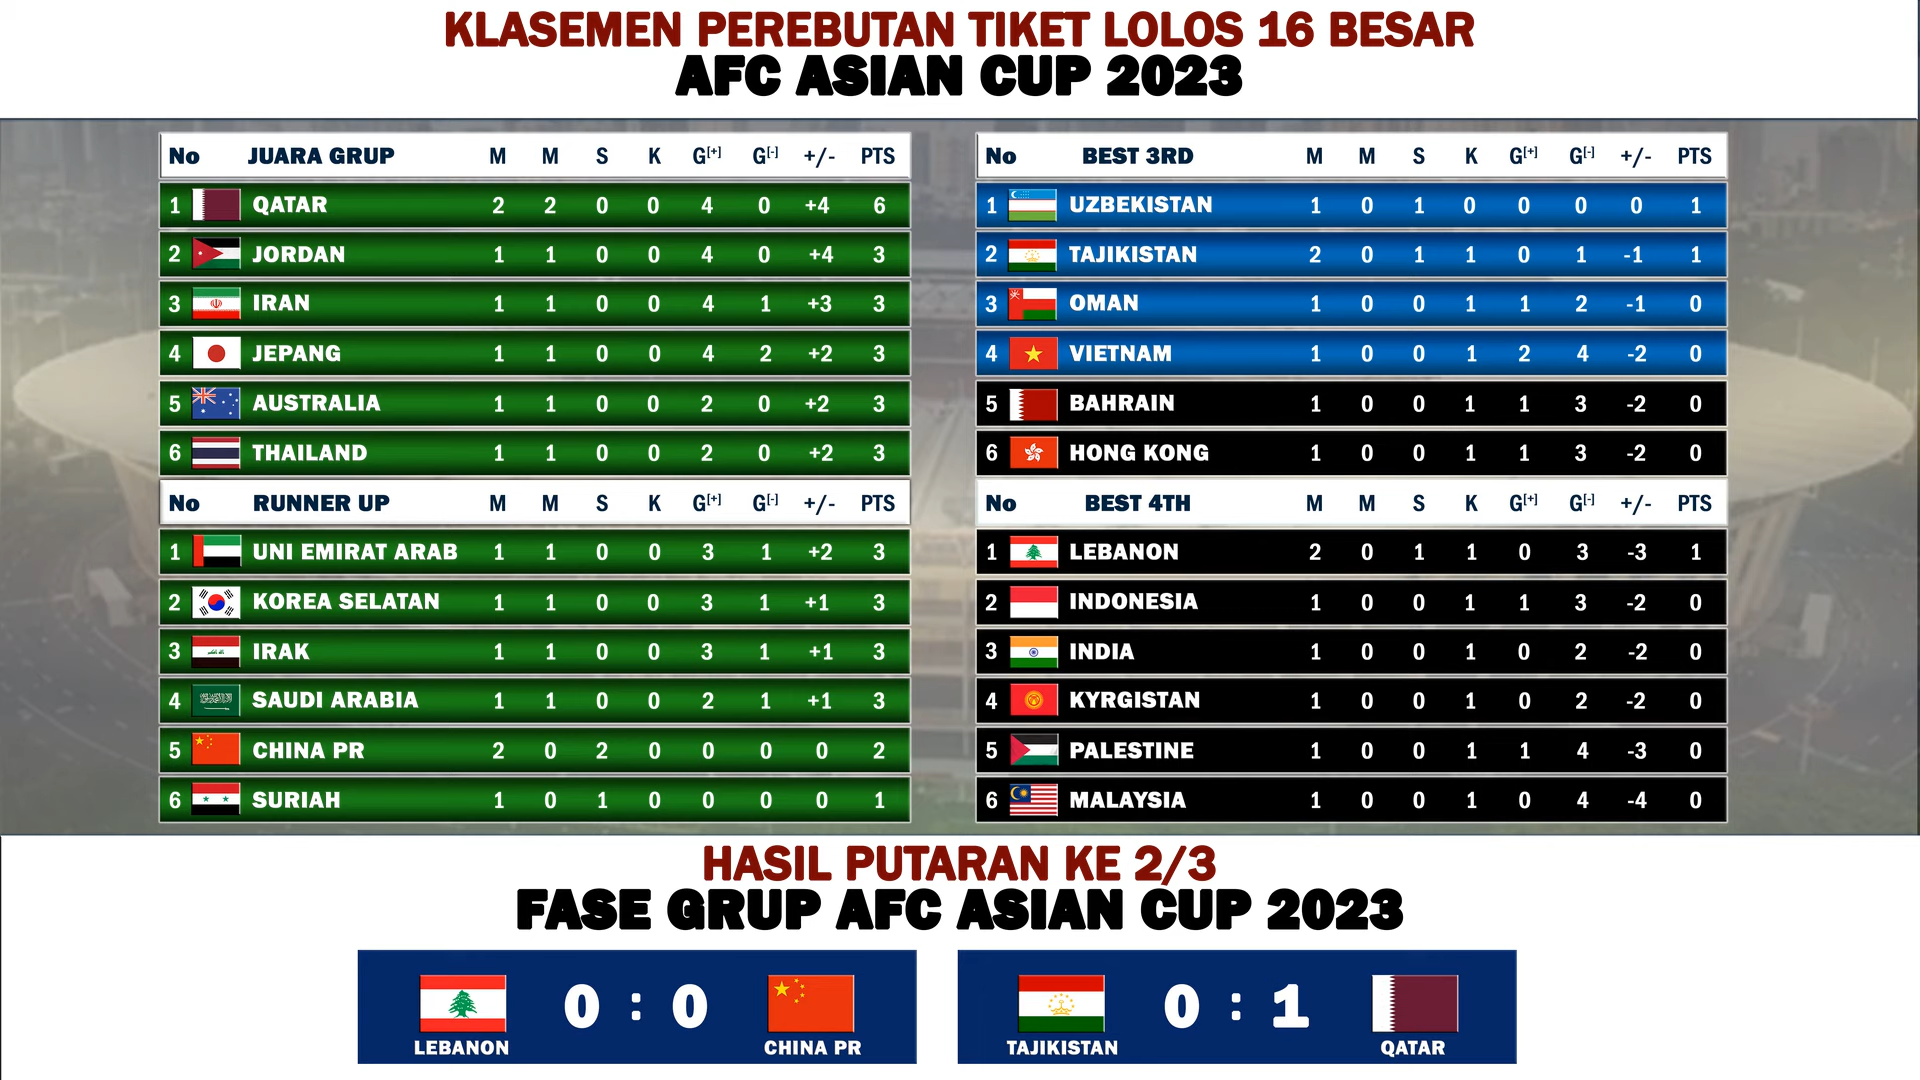 KLASEMEN PEREBUTAN TIKET LOLOS 16 BESAR
AFC ASIAN CUP 2023
No JUARA GRUP M M S K G[+] G[-] +/- PTS
1 QATAR 2 2 0 0 4 0 +4 6
2 JORDAN 1 1 0 0 4 0 +4 3
3 IRAN 1 1 0 0 4 1 +3 3
4 JEPANG 1 1 0 0 4 2 +2 3
5 AUSTRALIA 1 1 0 0 2 0 +2 3
6 THAILAND 1 1 0 0 2 0 +2 3
No RUNNER UP M M S K G[+] G[-] +/- PTS
1 UNI EMIRAT ARAB 1 1 0 0 3 1 +2 3
2 KOREA SELATAN 1 1 0 0 3 1 +1 3
3 IRAK 1 1 0 0 3 1 +1 3
4 SAUDI ARABIA 1 1 0 0 2 1 +1 3
5 CHINA PR 2 0 2 0 0 0 0 2
6 SURIAH 1 0 1 0 0 0 0 1
No BEST 3RD M M S K G[+] G[-] +/- PTS
1 UZBEKISTAN 1 0 1 0 0 0 0 1
2 TAJIKISTAN 2 0 1 1 0 1 -1 1
3 OMAN 1 0 0 1 1 2 -1 0
4 VIETNAM 1 0 0 1 2 4 -2 0
5 BAHRAIN 1 0 0 1 1 3 -2 0
6 HONG KONG 1 0 0 1 1 3 -2 0
No BEST 4TH M M S K G[+] G[-] +/- PTS
1 LEBANON 2 0 1 1 0 3 -3 1
2 INDONESIA 1 0 0 1 1 3 -2 0
3 INDIA 1 0 0 1 0 2 -2 0
4 KYRGISTAN 1 0 0 1 0 2 -2 0
5 PALESTINE 1 0 0 1 1 4 -3 0
6 MALAYSIA 1 0 0 1 0 4 -4 0
HASIL PUTARAN KE 2/3
FASE GRUP AFC ASIAN CUP 2023
0 : 0
LEBANON CHINA PR
0 : 1
TAJIKISTAN QATAR